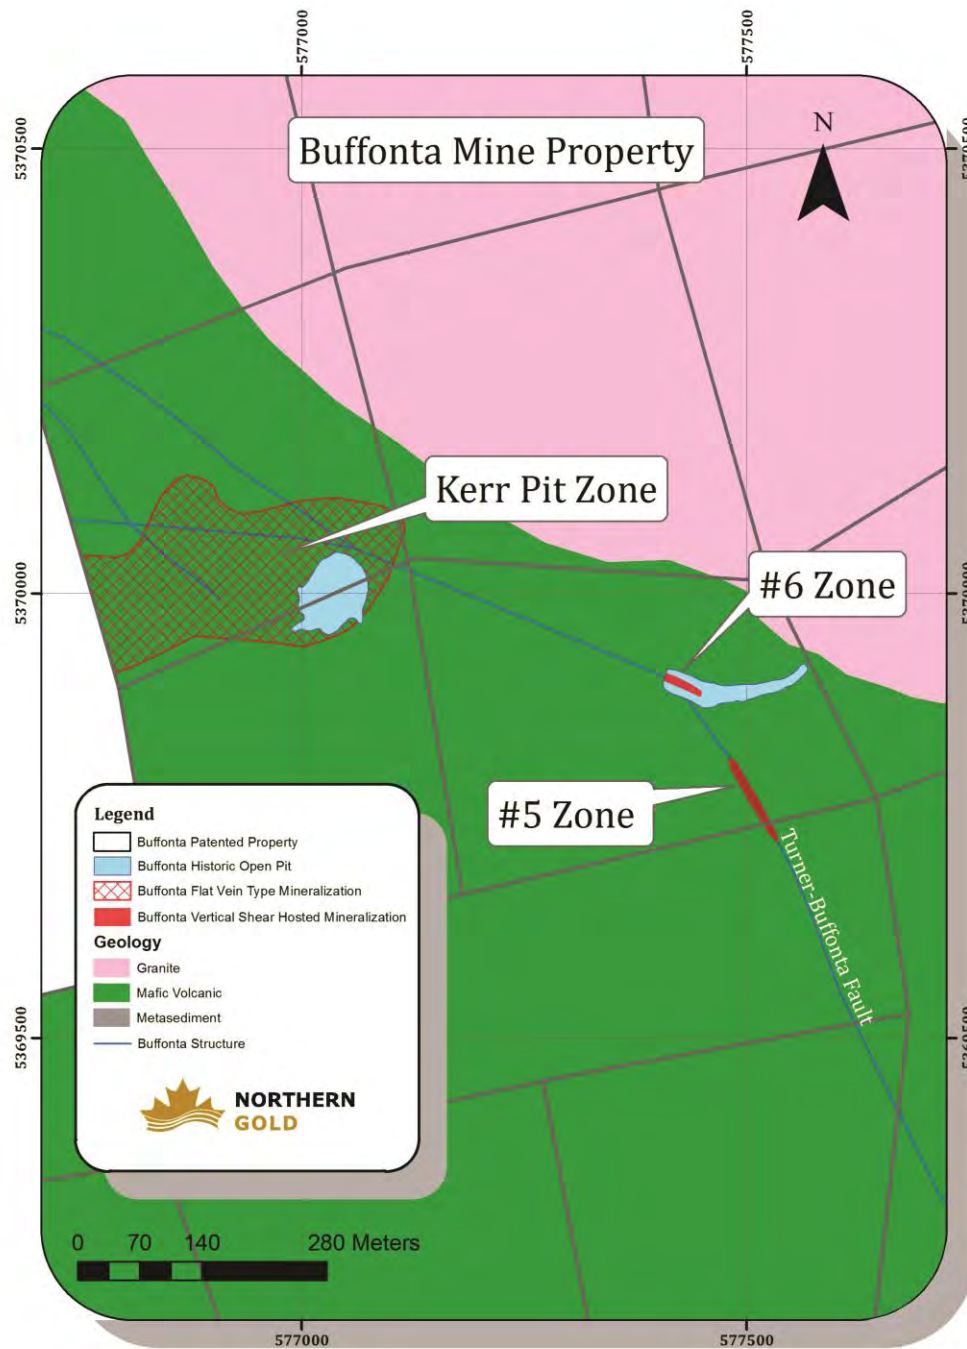 577000
577500
Buffonta Mine Property
N
5370500
Kerr Pit Zone
5370000
#6 Zone
#5 Zone
Turner-Buffonta Fault
Legend
Buffonta Patented Property
Buffonta Historic Open Pit
Buffonta Flat Vein Type Mineralization
Buffonta Vertical Shear Hosted Mineralization
Geology
Granite
Mafic Volcanic
Metasediment
Buffonta Structure
5369500
NORTHERN
GOLD
0 70 140 280 Meters
577000
577500